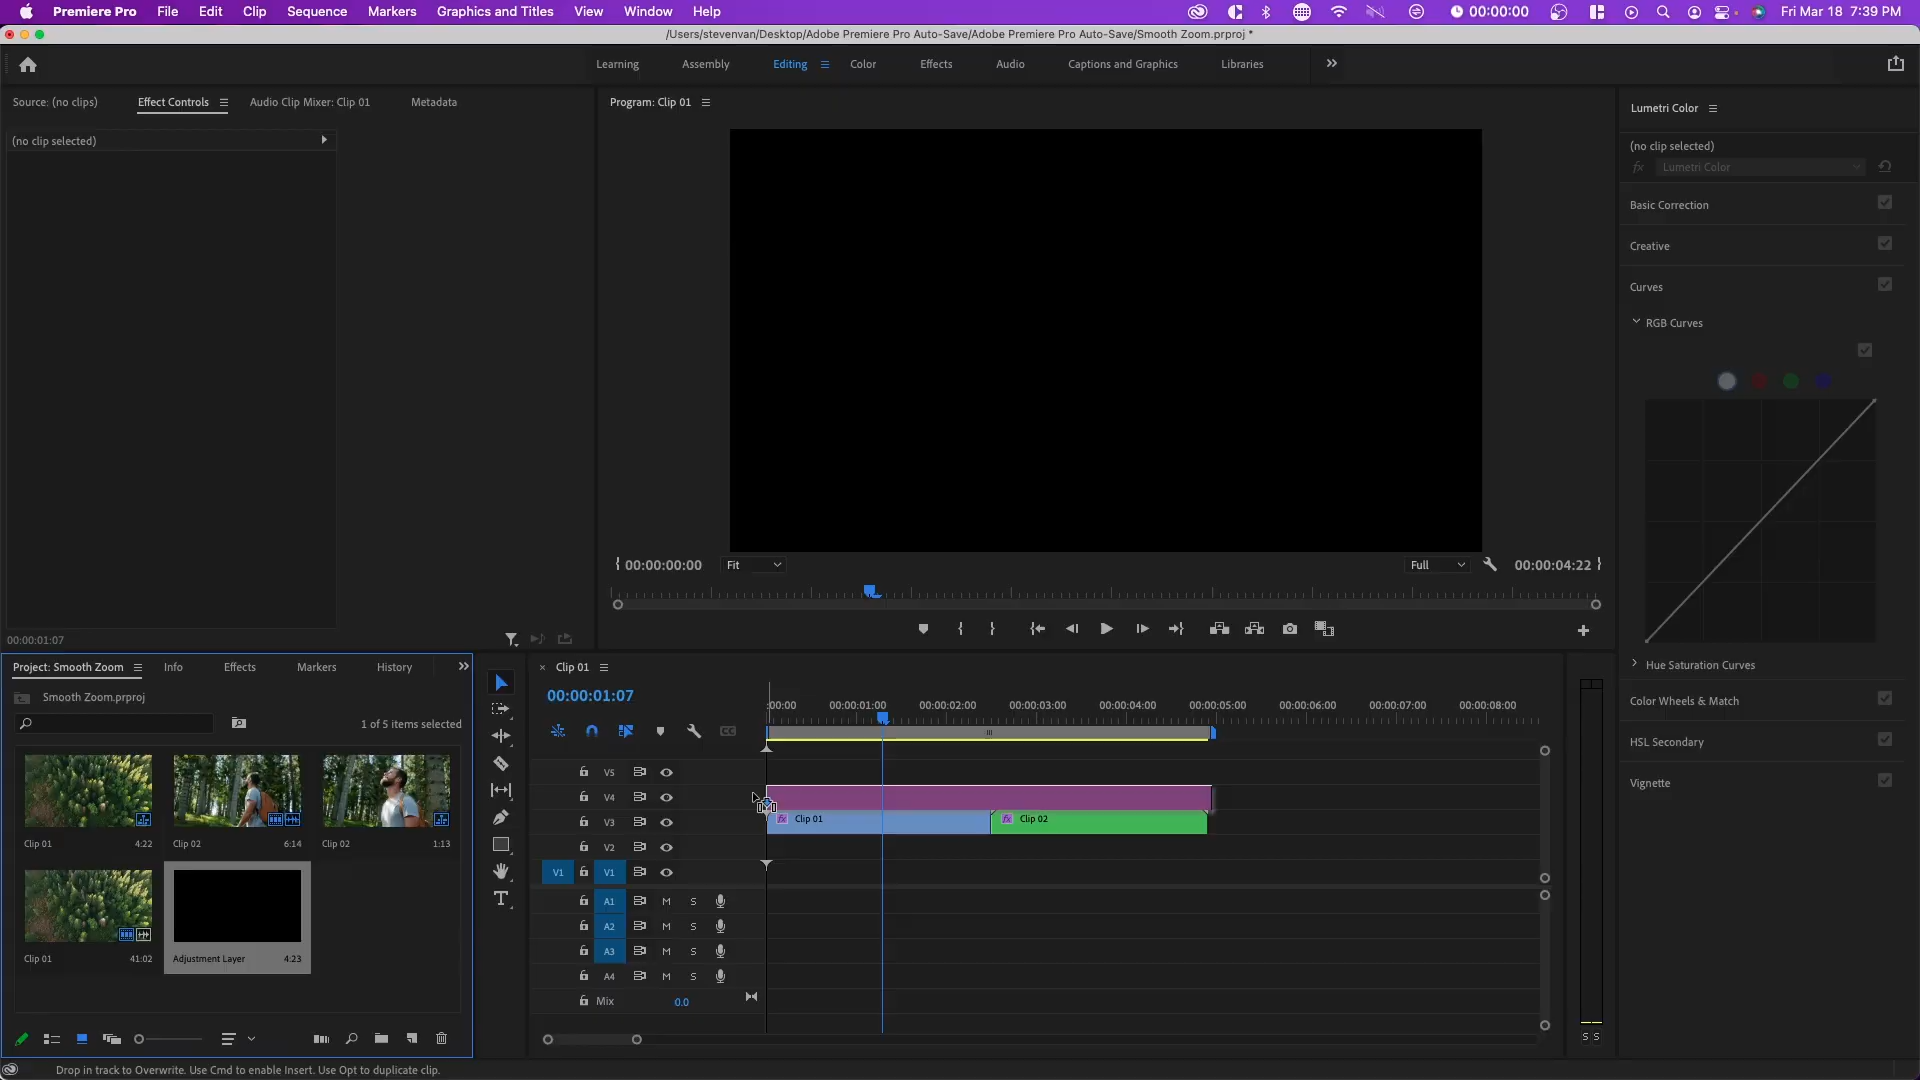 Premiere Pro File Edit Clip Sequence Markers Graphics and Titles View Window Help 00:00:00 Fri Mar 18 7:39 PM
/Users/stevenvan/Desktop/Adobe Premiere Pro Auto-Save/Adobe Premiere Pro Auto-Save/Smooth Zoom.prproj *
Learning Assembly Editing Color Effects Audio Captions and Graphics Libraries
Source: (no clips) Effect Controls Audio Clip Mixer: Clip 01 Metadata
Program: Clip 01
Lumetri Color
(no clip selected)
(no clip selected)
fx Lumetri Color
Basic Correction
Creative
Curves
RGB Curves
Hue Saturation Curves
Color Wheels & Match
HSL Secondary
Vignette
00:00:00:00 Fit Full 00:00:04:22
00:00:01:07
Project: Smooth Zoom Info Effects Markers History
Smooth Zoom.prproj
1 of 5 items selected
Clip 01 4:22
Clip 02 6:14
Clip 02 1:13
Clip 01 41:02
Adjustment Layer 4:23
Clip 01
00:00:01:07
:00:00 00:00:01:00 00:00:02:00 00:00:03:00 00:00:04:00 00:00:05:00 00:00:06:00 00:00:07:00 00:00:08:00
CC
V5
V4
V3 fx Clip 01 fx Clip 02
V2
V1 V1
A1 M S
A2 M S
A3 M S
A4 M S
Mix 0.0
S S
Drop in track to Overwrite. Use Cmd to enable Insert. Use Opt to duplicate clip.